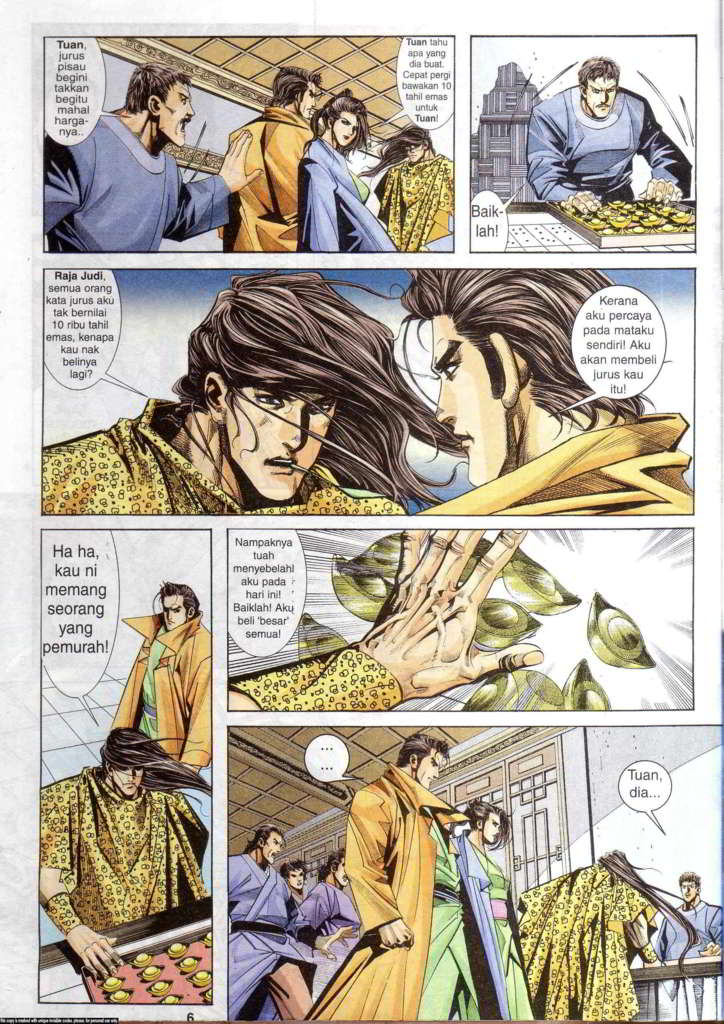 Tuan,
jurus
pisau
begini
takkan
begitu
mahal
harga-
nya..
Tuan tahu
apa yang
dia buat.
Cepat pergi
bawakan 10
tahil emas
untuk
Tuan!
Baik-
lah!
Raja Judi,
semua orang
kata jurus aku
tak bernilai
10 ribu tahil
emas, kenapa
kau nak
belinya
lagi?
Kerana
aku percaya
pada mataku
sendiri! Aku
akan membeli
jurus kau
itu!
Ha ha,
kau ni
memang
seorang
yang
pemurah!
Nampaknya
tuah
menyebelahi
aku pada
hari ini!
Baiklah! Aku
beli 'besar'
semua!
...
...
Tuan,
dia...
6